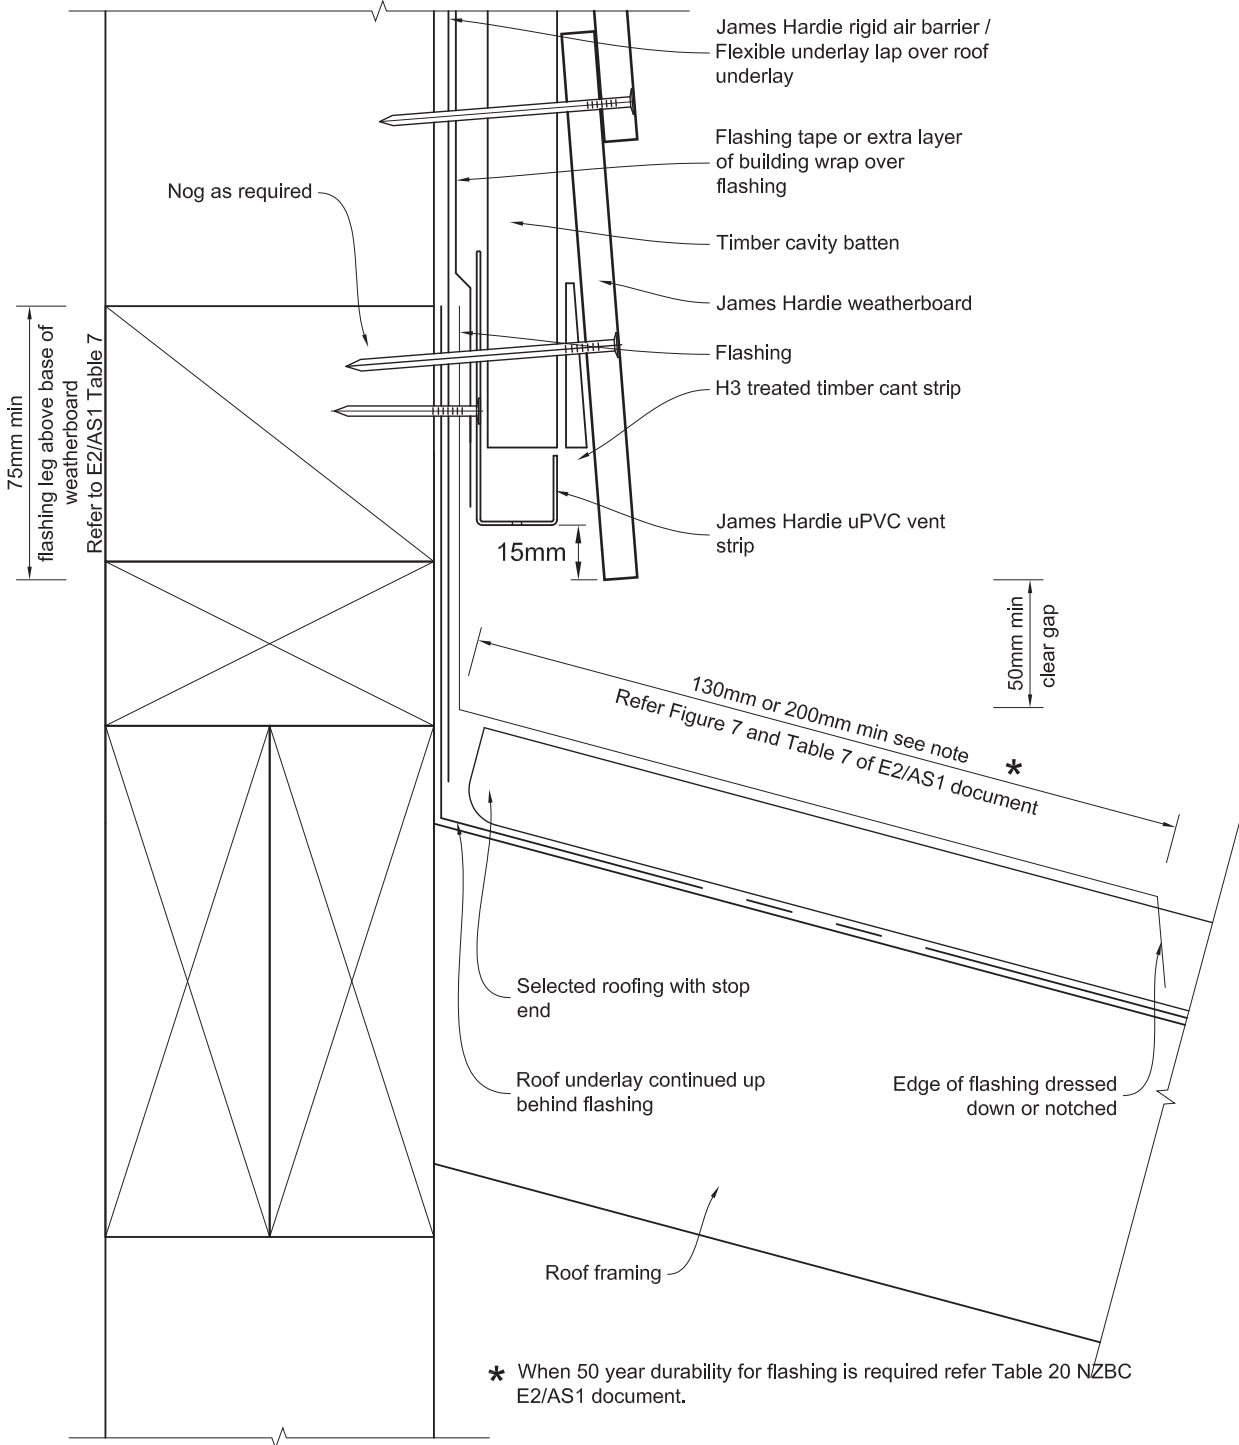 James Hardie rigid air barrier /
Flexible underlay lap over roof
underlay
Flashing tape or extra layer
of building wrap over
flashing
Nog as required
Timber cavity batten
James Hardie weatherboard
75mm min
flashing leg above base of
weatherboard
Refer to E2/AS1 Table 7
Flashing
H3 treated timber cant strip
James Hardie uPVC vent
strip
15mm
50mm min
clear gap
130mm or 200mm min see note
Refer Figure 7 and Table 7 of E2/AS1 document
*
Selected roofing with stop
end
Roof underlay continued up
behind flashing
Edge of flashing dressed
down or notched
Roof framing
* When 50 year durability for flashing is required refer Table 20 NZBC
E2/AS1 document.